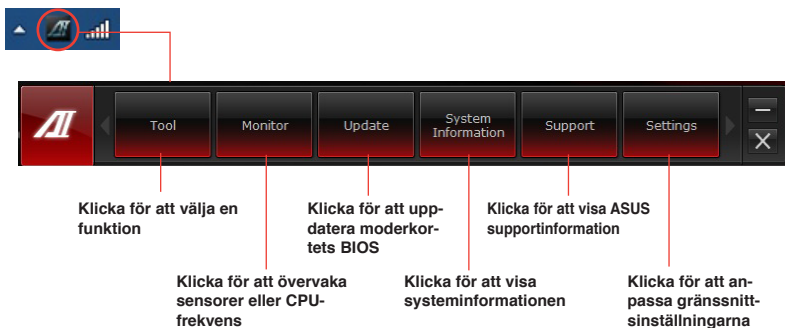 Tool
Monitor
Update
System
Information
Support
Settings
Klicka för att välja en
funktion
Klicka för att upp-
datera moderkor-
tets BIOS
Klicka för att visa ASUS
supportinformation
Klicka för att övervaka
sensorer eller CPU-
frekvens
Klicka för att visa
systeminformationen
Klicka för att an-
passa gränssnitt-
sinställningarna